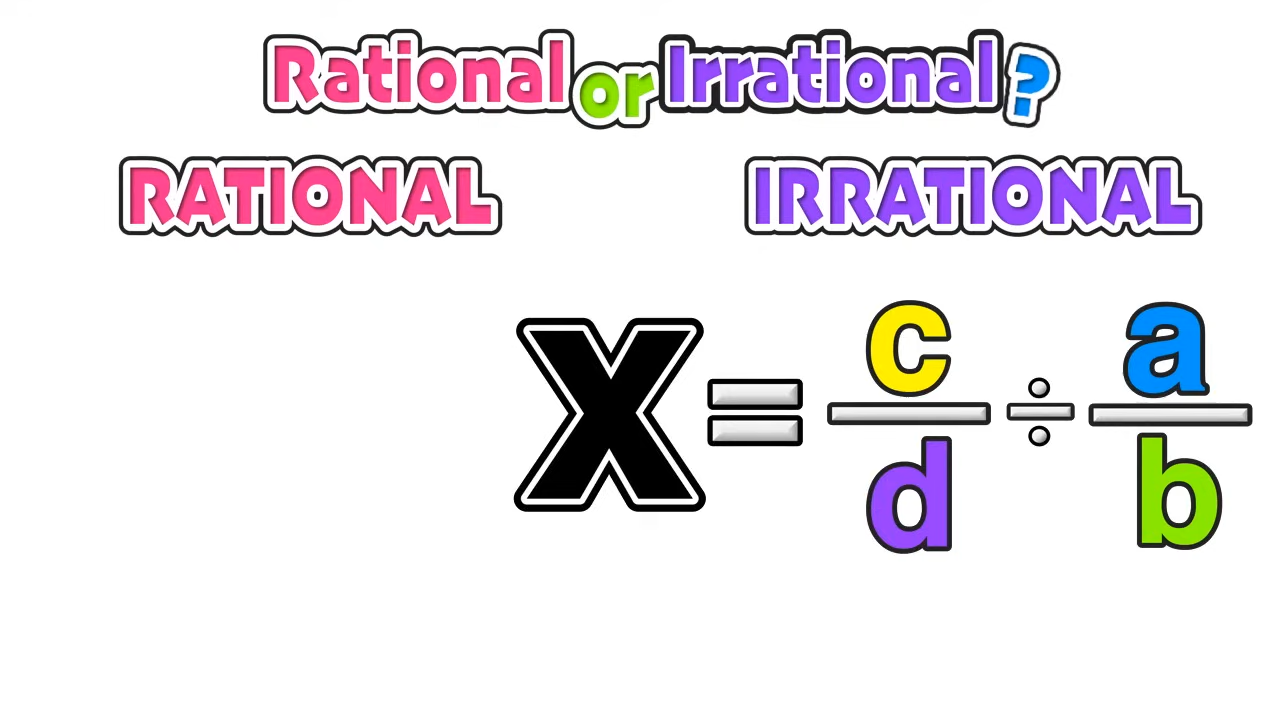 Rational or Irrational?
RATIONAL IRRATIONAL
X = c/d ÷ a/b